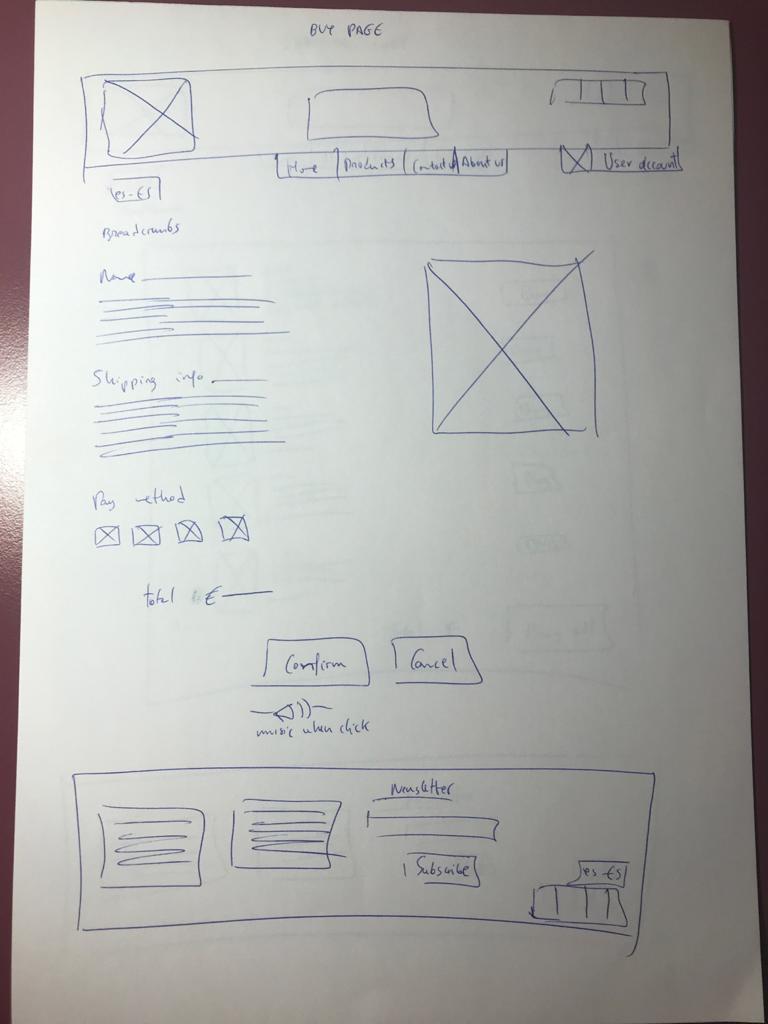 BUY PAGE
Home Products Contact About us User account
es-ES
Breadcrumbs
Name
Shipping info.
Pay method
total €
Confirm Cancel
music when click
Newsletter
Subscribe
es-ES